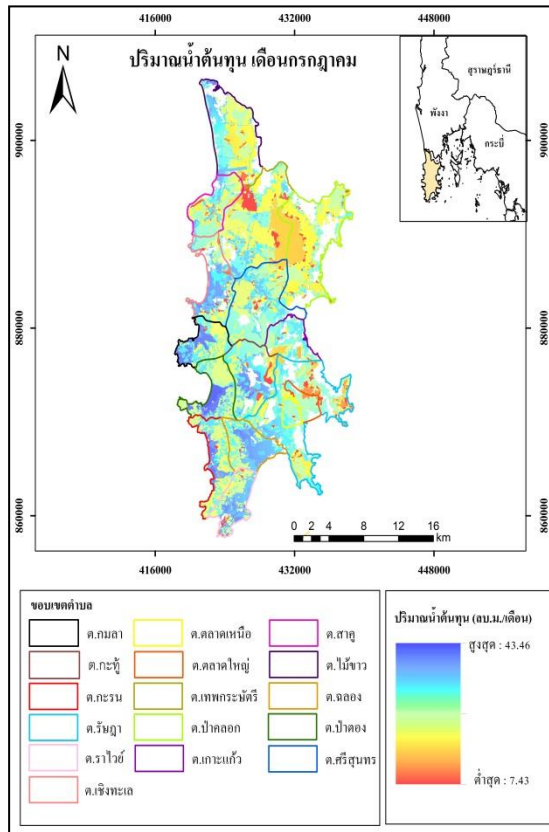 416000 432000 448000
N
ปริมาณน้ำต้นทุน เดือนกรกฎาคม
สุราษฎร์ธานี
พังงา
กระบี่
900000 900000
880000 880000
860000 860000
0 1 2 4 8 12 16
km
416000 432000 448000
ขอบเขตตำบล
ต.กมลา ต.ตลาดเหนือ ต.สาคู
ต.กะทู้ ต.ตลาดใหญ่ ต.ไม้ขาว
ต.กะรน ต.เทพกระษัตรี ต.ฉลอง
ต.รัษฎา ต.ป่าคลอก ต.ป่าตอง
ต.ราไวย์ ต.เกาะแก้ว ต.ศรีสุนทร
ต.เชิงทะเล
ปริมาณน้ำต้นทุน (ลบ.ม./เดือน)
สูงสุด : 43.46
ต่ำสุด : 7.43